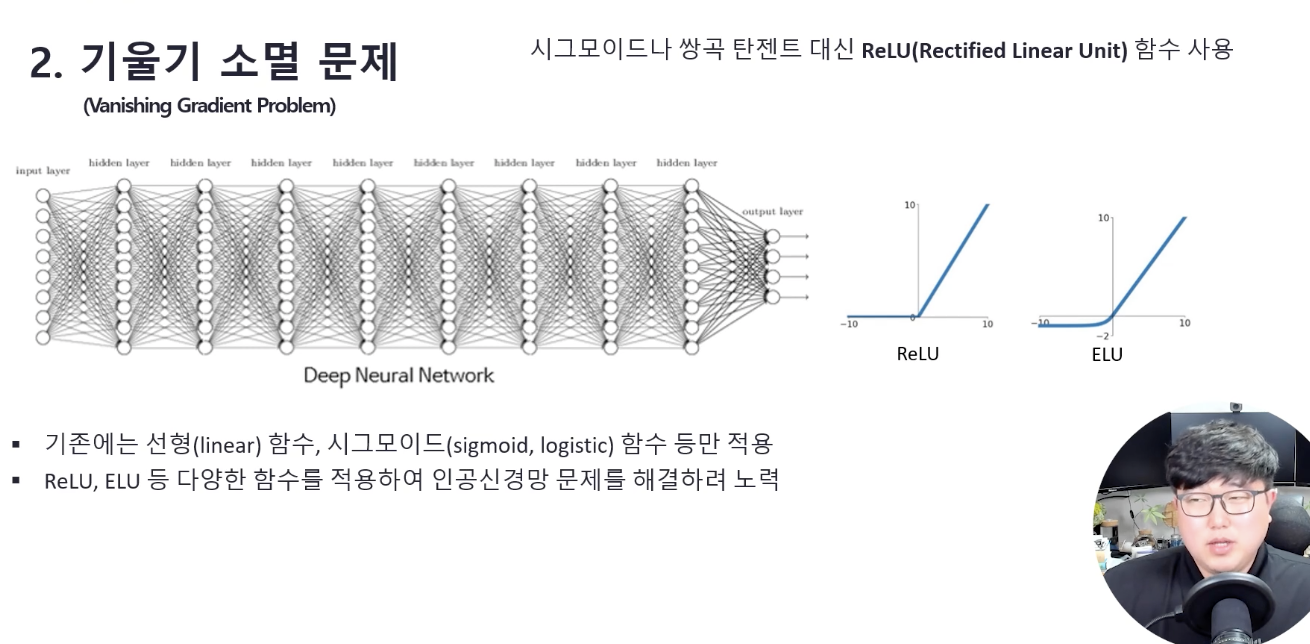 2. 기울기 소멸 문제
(Vanishing Gradient Problem)
시그모이드나 쌍곡 탄젠트 대신 ReLU(Rectified Linear Unit) 함수 사용
input layer
hidden layer
hidden layer
hidden layer
hidden layer
hidden layer
hidden layer
hidden layer
hidden layer
output layer
Deep Neural Network
10
0
−10
10
ReLU
10
−10
10
−2
ELU
▪ 기존에는 선형(linear) 함수, 시그모이드(sigmoid, logistic) 함수 등만 적용
▪ ReLU, ELU 등 다양한 함수를 적용하여 인공신경망 문제를 해결하려 노력